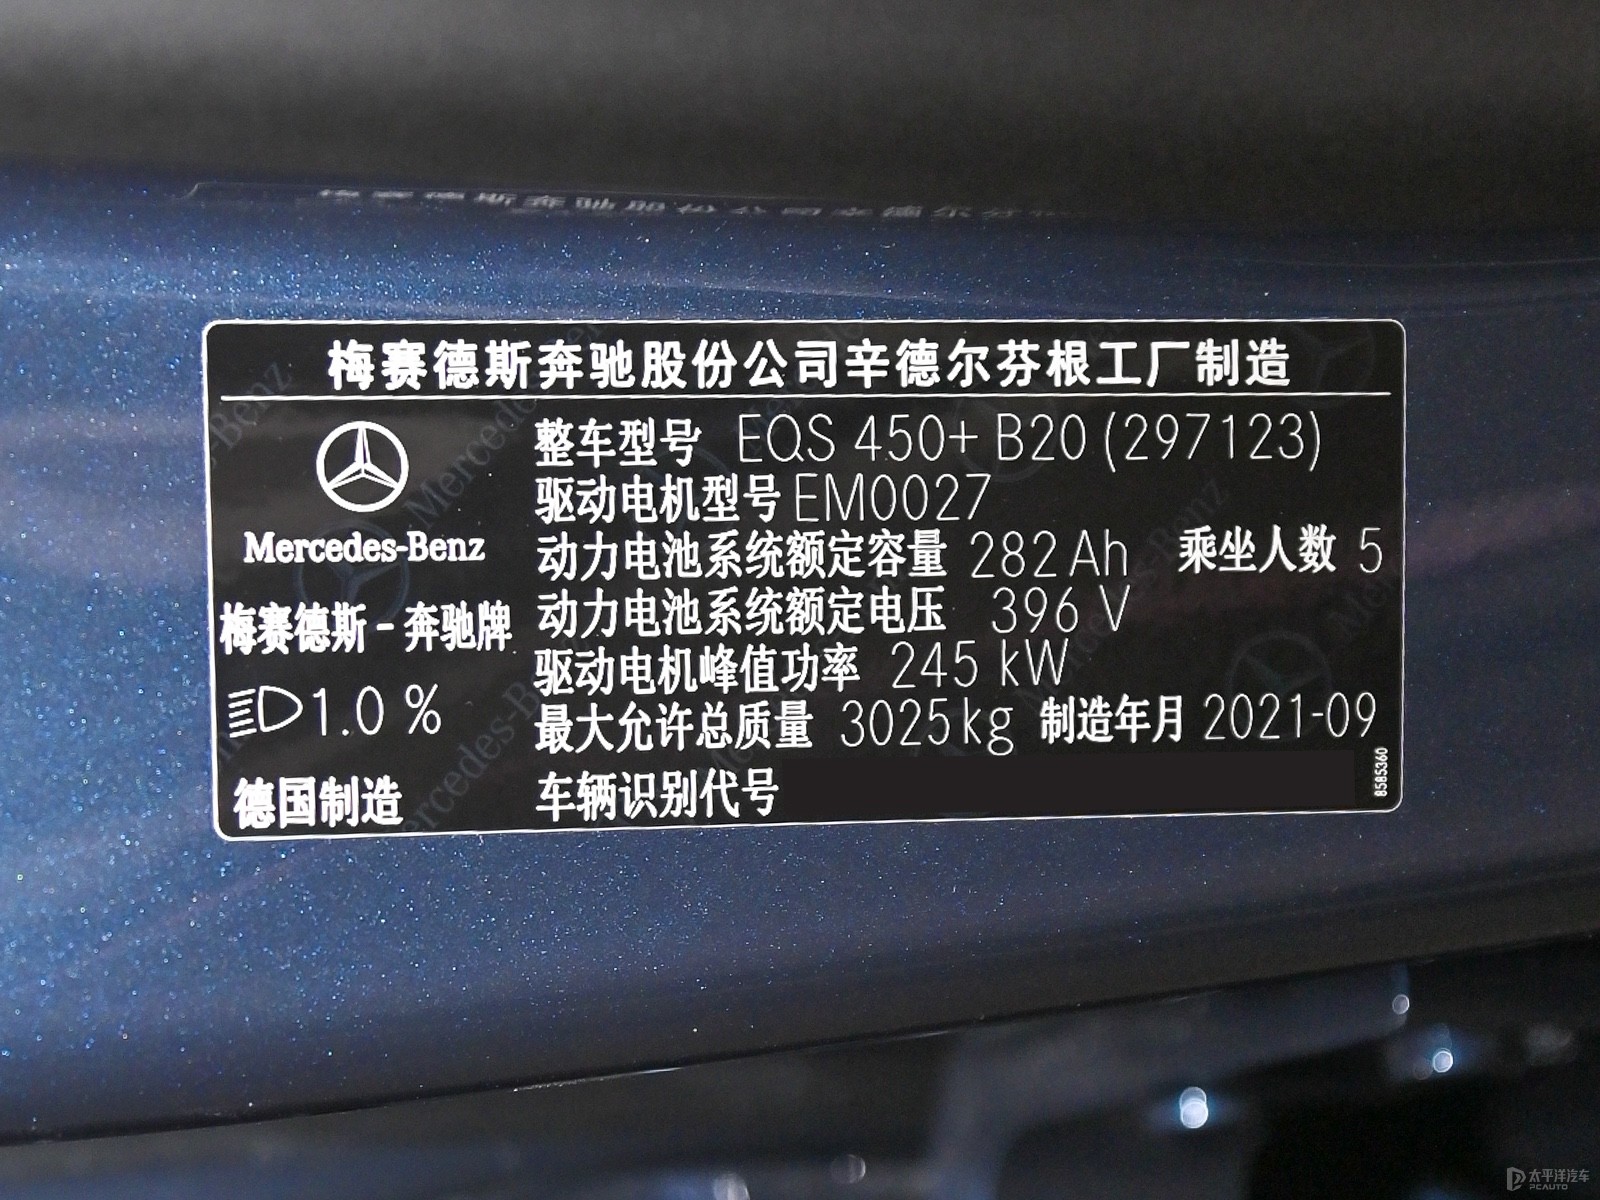 梅赛德斯奔驰股份公司辛德尔芬根工厂制造
Mercedes-Benz
梅赛德斯-奔驰牌
1.0 %
德国制造
整车型号 EQS 450+ B20 (297123)
驱动电机型号 EM0027
动力电池系统额定容量 282Ah 乘坐人数 5
动力电池系统额定电压 396 V
驱动电机峰值功率 245 kW
最大允许总质量 3025kg 制造年月 2021-09
车辆识别代号
8585360
太平洋汽车
PCAUTO